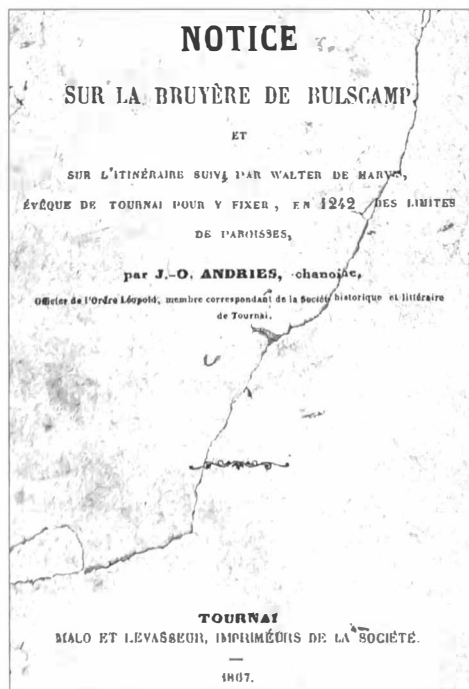 NOTICE
SUR LA BRUYÈRE DE BULSCAMP
ET
SUR L'ITINÉRAIRE SUIVI PAR WALTER DE MARVIS,
ÉVÊQUE DE TOURNAI POUR Y FIXER, EN 1242 DES LIMITES
DE PAROISSES,
par J.-O. ANDRIES, chanoine,
Officier de l'Ordre Léopold, membre correspondant de la Société historique et littéraire
de Tournai.
TOURNAI
MALO ET LEVASSEUR, IMPRIMEURS DE LA SOCIÉTÉ.
1867.